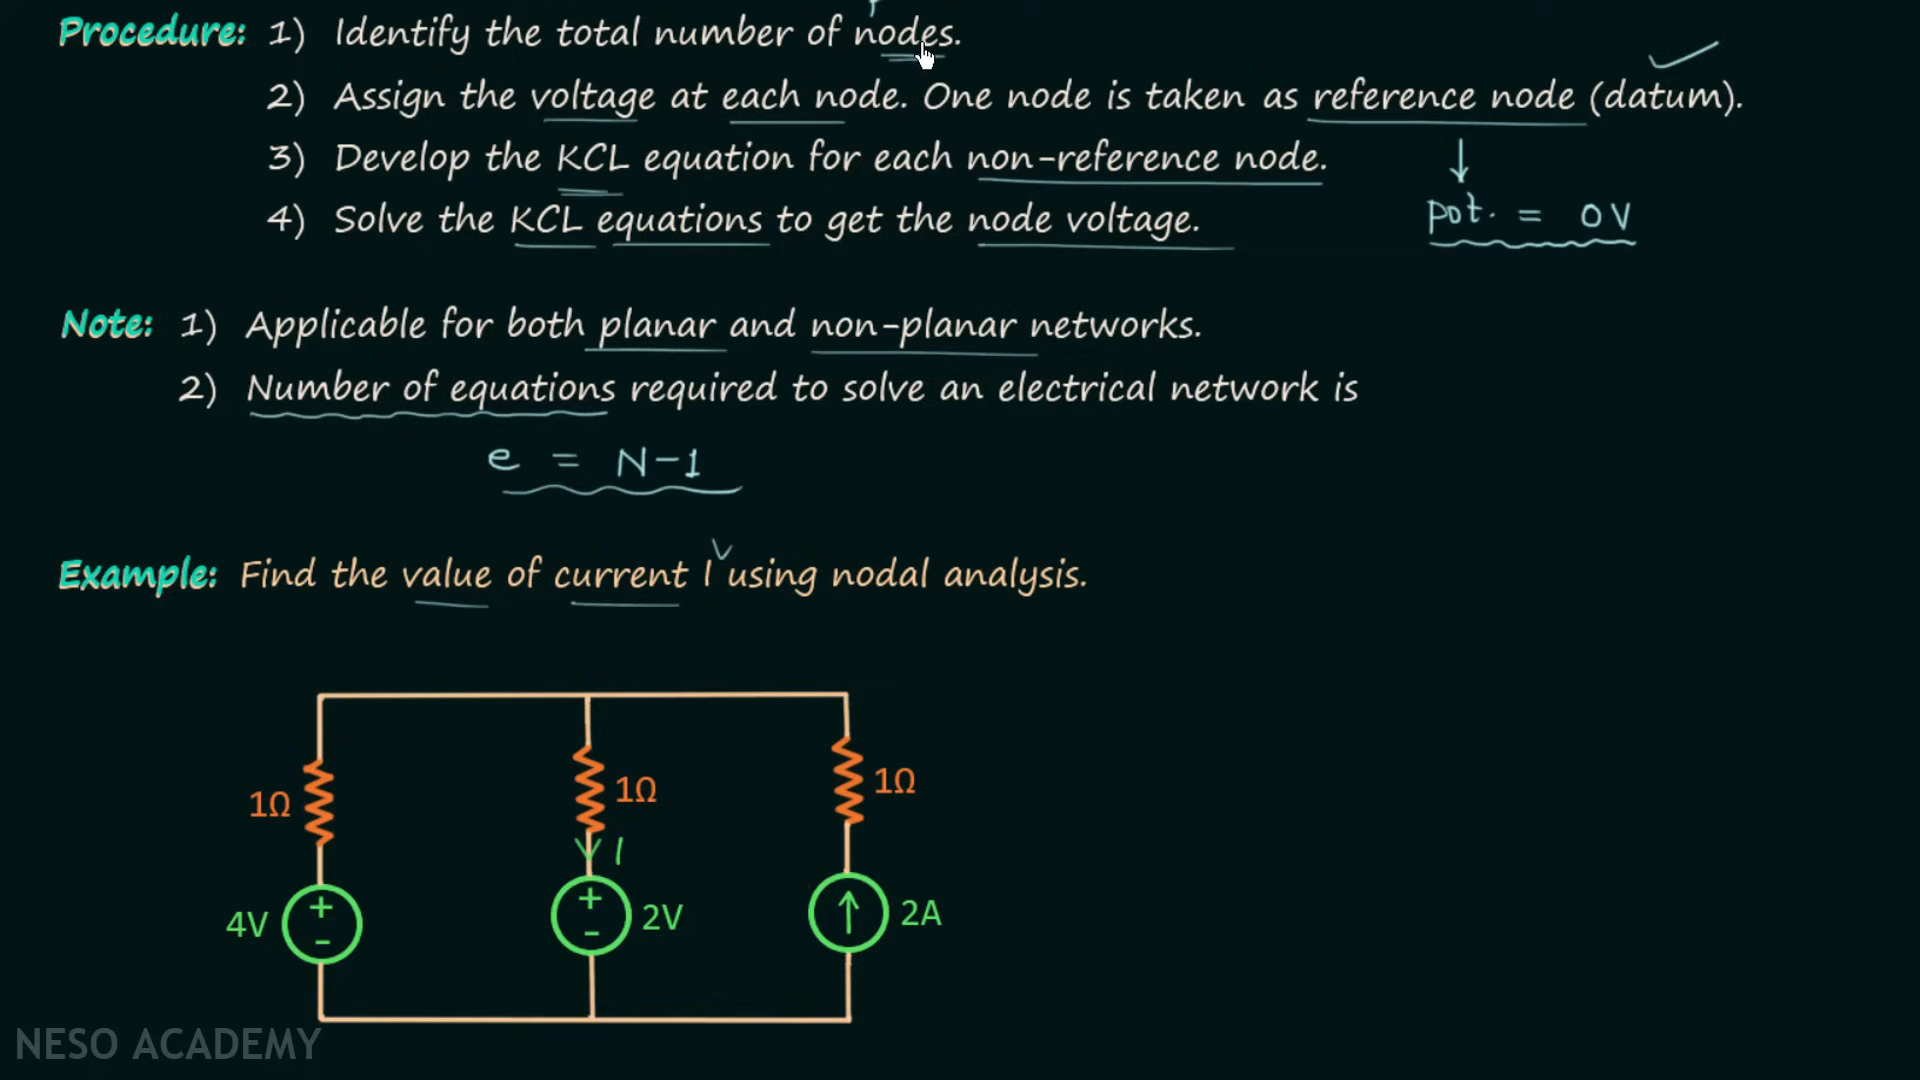 Procedure: 1) Identify the total number of nodes.
2) Assign the voltage at each node. One node is taken as reference node (datum).
3) Develop the KCL equation for each non-reference node.
4) Solve the KCL equations to get the node voltage.
pot. = 0V
Note: 1) Applicable for both planar and non-planar networks.
2) Number of equations required to solve an electrical network is
e = N-1
Example: Find the value of current I using nodal analysis.
1Ω 1Ω 1Ω
I
4V + - + - 2V 2A
NESO ACADEMY